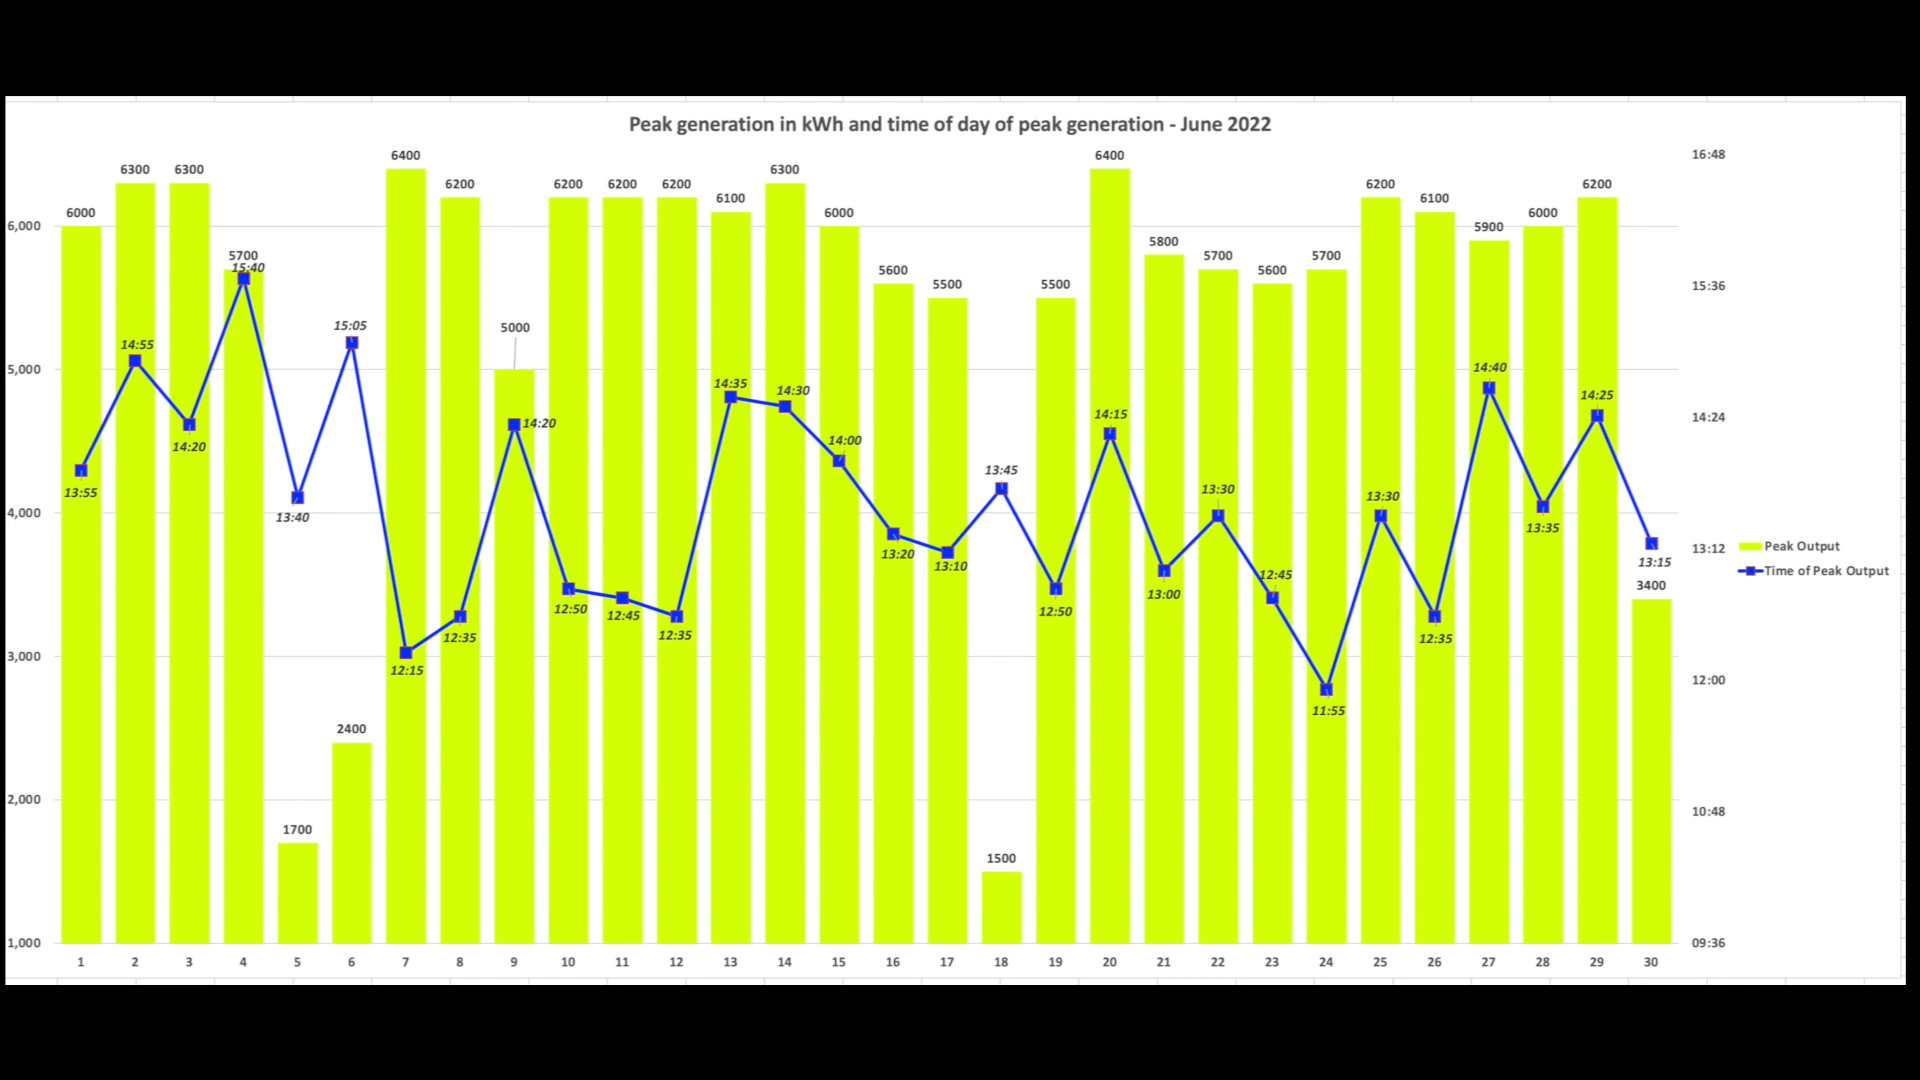 Peak generation in kWh and time of day of peak generation - June 2022
6400 6400 16:48
6300 6300 6300
6200 6200 6200 6200 6200 6200
6100 6100
6000 6000 6000
6,000 5900
5800
5700 5700 5700
15:40 5600 5600
5500 5500 15:36
15:05 5000
14:55
5,000 14:40
14:35 14:30 14:25
14:15 14:24
14:20 14:20 14:00
13:45
13:55 13:30 13:30
4,000 13:40 13:35
13:20 13:12 Peak Output
13:10 13:15
12:45 Time of Peak Output
3400
12:50 12:45 12:50 13:00
12:35 12:35 12:35
3,000 12:15
12:00
11:55
2400
2,000 10:48
1700
1500
1,000 09:36
1 2 3 4 5 6 7 8 9 10 11 12 13 14 15 16 17 18 19 20 21 22 23 24 25 26 27 28 29 30